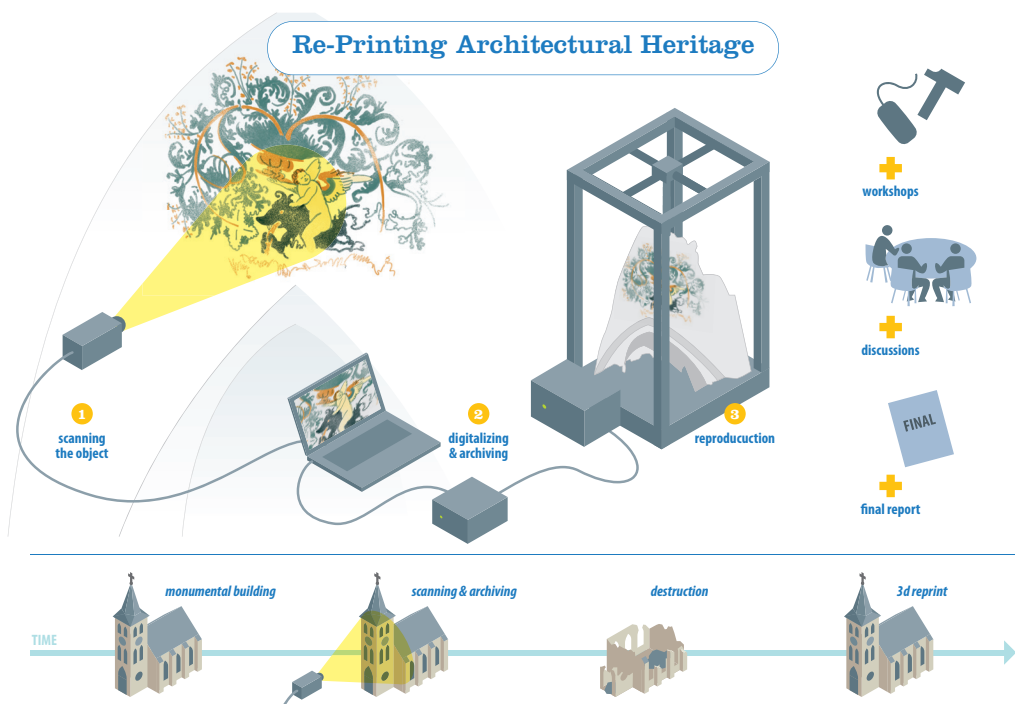 Re-Printing Architectural Heritage
workshops
discussions
FINAL
final report
1
scanning
the object
2
digitalizing
& archiving
3
reproducuction
monumental building
scanning & archiving
destruction
3d reprint
TIME